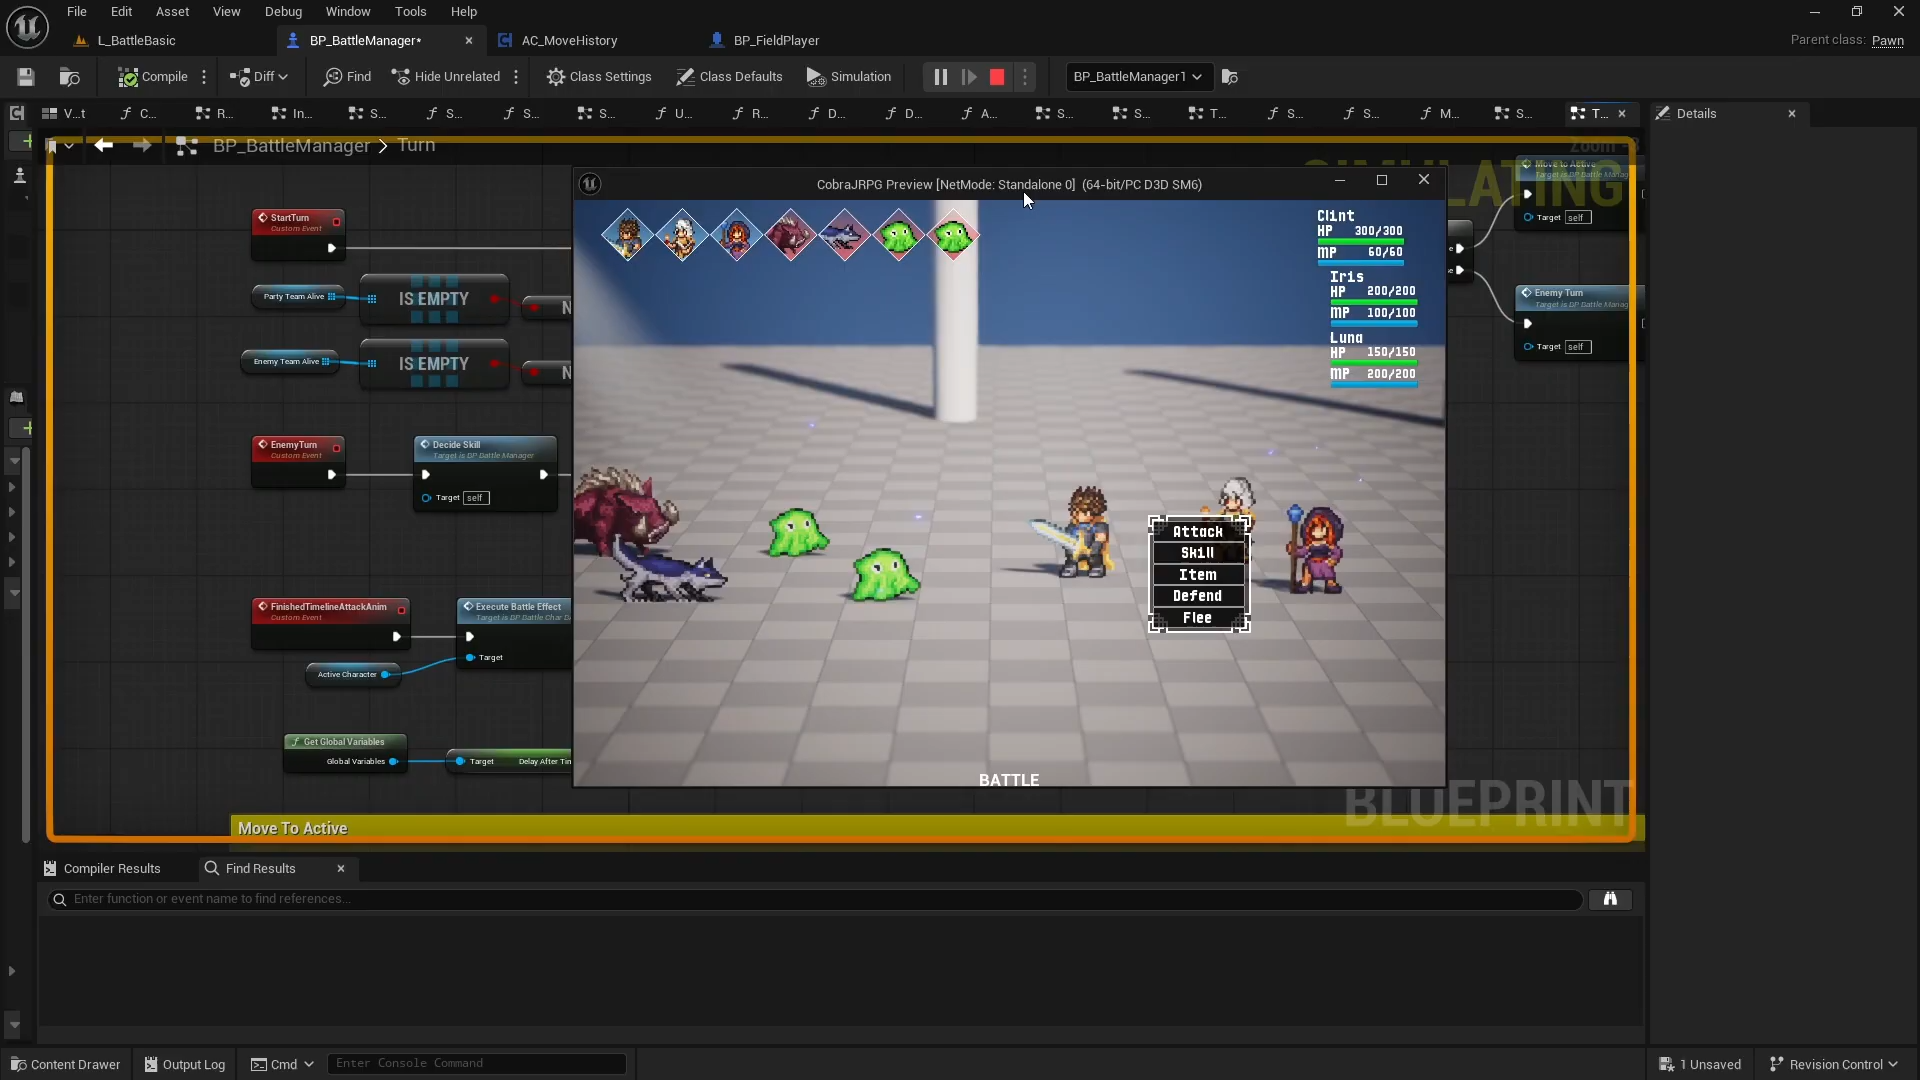 File Edit Asset View Debug Window Tools Help
L_BattleBasic BP_BattleManager* AC_MoveHistory BP_FieldPlayer Parent class: Pawn
Compile Diff Find Hide Unrelated Class Settings Class Defaults Simulation BP_BattleManager1
V...t C... R... In... S... S... S... S... U... R... D... D... A... S... S... T... S... S... M... S... T... Details
BP_BattleManager > Turn
SIMULATING
CobraJRPG Preview [NetMode: Standalone 0] (64-bit/PC D3D SM6)
StartTurn
Custom Event
Party Team Alive
IS EMPTY
Enemy Team Alive
IS EMPTY
EnemyTurn
Custom Event
Decide Skill
Target is BP Battle Manager
Target self
FinishedTimelineAttackAnim
Custom Event
Execute Battle Effect
Target
Active Character
Get Global Variables
Global Variables
Target
Clint
HP 300/300
MP 60/60
Iris
HP 200/200
MP 100/100
Luna
HP 150/150
MP 200/200
Attack
Skill
Item
Defend
Flee
BATTLE
Move to Active
Target self
Enemy Turn
Target self
BLUEPRINT
Move To Active
Compiler Results Find Results
Enter function or event name to find references...
Content Drawer Output Log Cmd Enter Console Command 1 Unsaved Revision Control